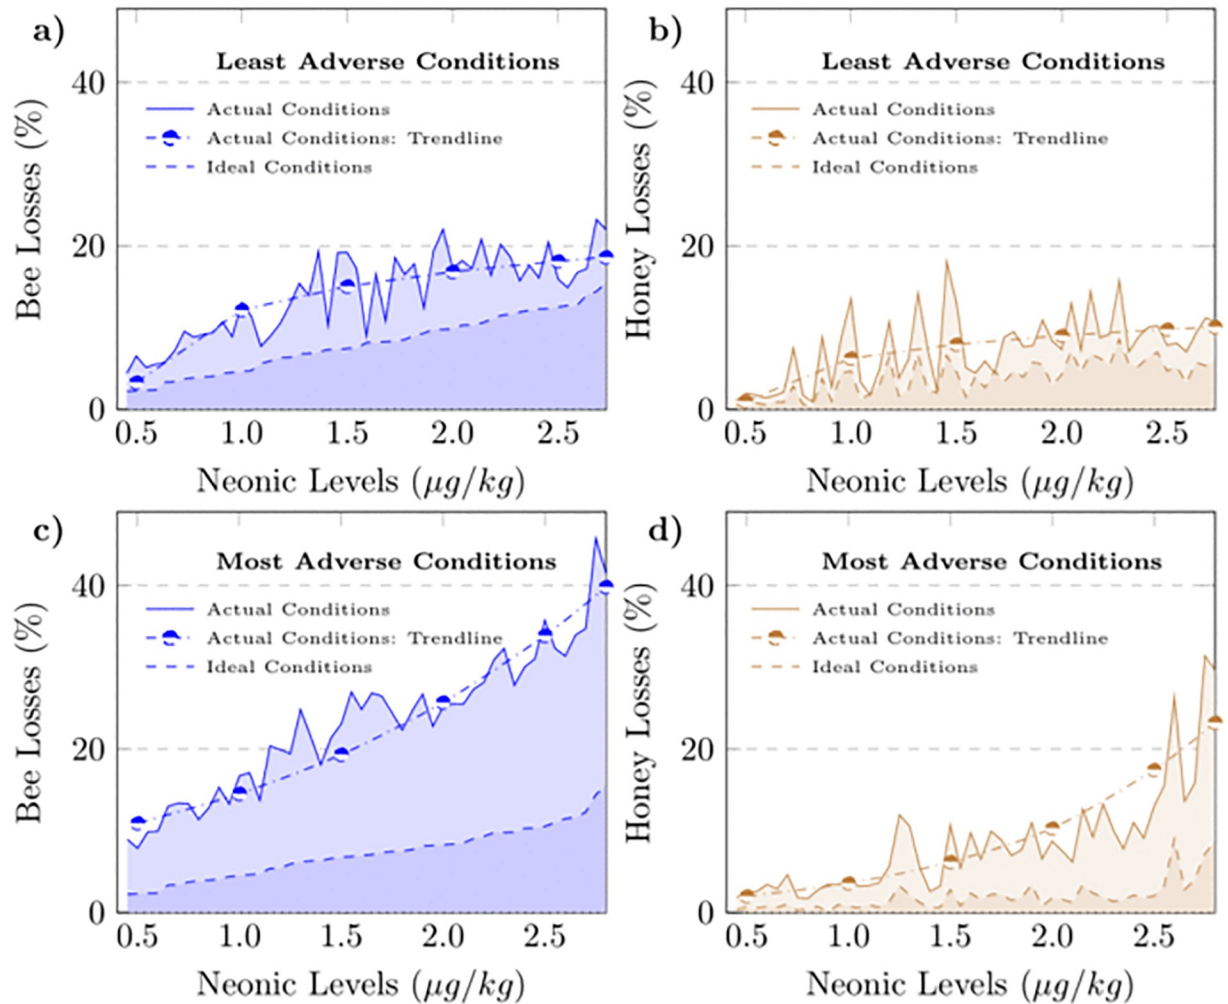 a)
Least Adverse Conditions
Actual Conditions
Actual Conditions: Trendline
Ideal Conditions
Bee Losses (%)
40
20
0
0.5 1.0 1.5 2.0 2.5
Neonic Levels (μg/kg)
b)
Least Adverse Conditions
Actual Conditions
Actual Conditions: Trendline
Ideal Conditions
Honey Losses (%)
40
20
0
0.5 1.0 1.5 2.0 2.5
Neonic Levels (μg/kg)
c)
Most Adverse Conditions
Actual Conditions
Actual Conditions: Trendline
Ideal Conditions
Bee Losses (%)
40
20
0
0.5 1.0 1.5 2.0 2.5
Neonic Levels (μg/kg)
d)
Most Adverse Conditions
Actual Conditions
Actual Conditions: Trendline
Ideal Conditions
Honey Losses (%)
40
20
0
0.5 1.0 1.5 2.0 2.5
Neonic Levels (μg/kg)